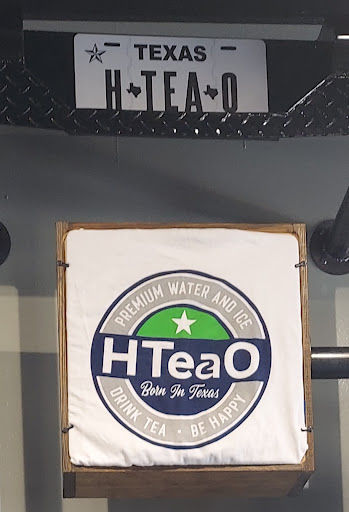 TEXAS
H TEA O
PREMIUM WATER AND ICE
HTeaO
Born In Texas
DRINK TEA · BE HAPPY